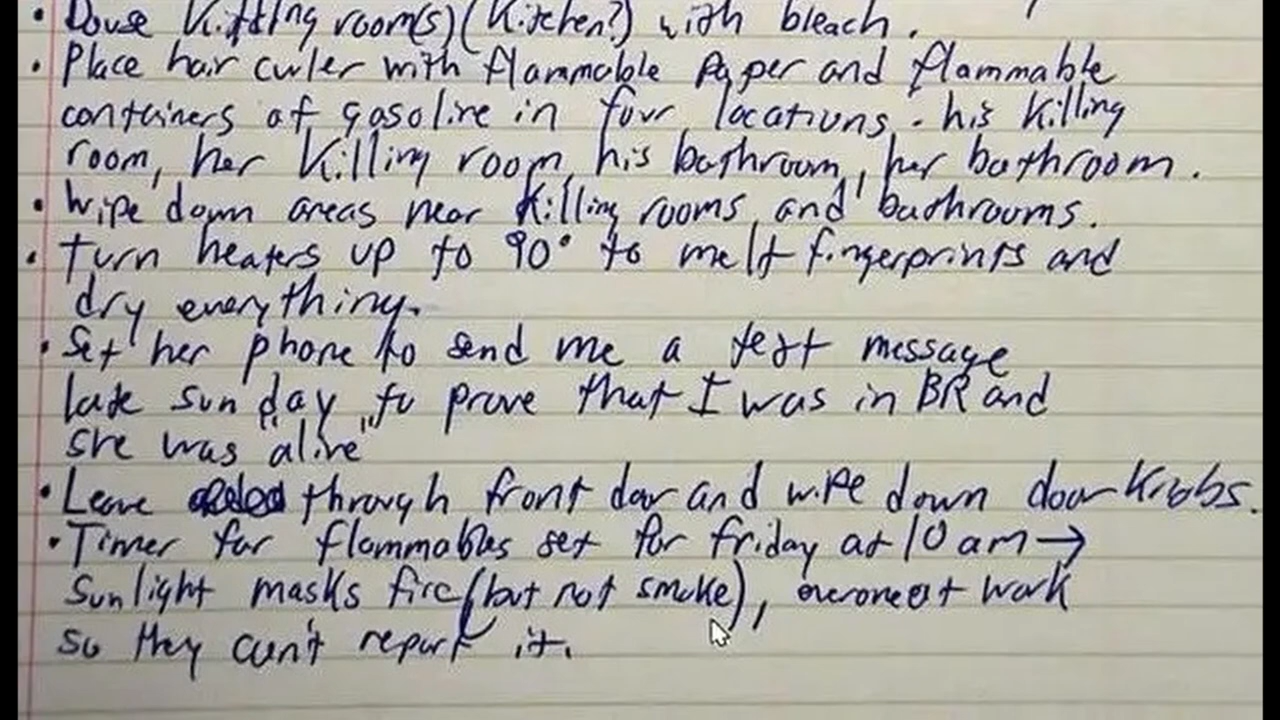 • Douse Killing room(s) (Kitchen?) with bleach.
• Place hair culer with flammable Paper and flammable
containers of gasoline in four locations - his Killing
room, her Killing room, his bathroom, her bathroom.
• Wipe down areas near Killing rooms and bathrooms.
• Turn heaters up to 90° to melt fingerprints and
dry everything.
• Set her phone to send me a text message
late Sunday to prove that I was in BR and
she was "alive"
• Leave through front door and wipe down door Knobs.
• Timer for flammables set for friday at 10 am →
Sunlight masks fire (but not smoke), everone at work
so they can't report it.